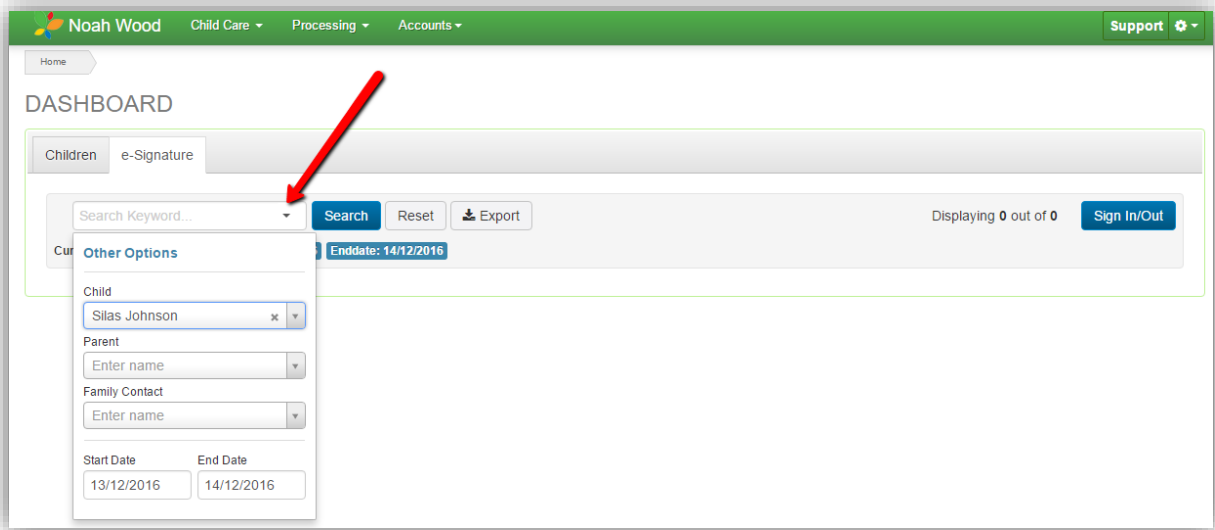 Noah Wood Child Care Processing Accounts Support
Home
DASHBOARD
Children e-Signature
Search Keyword... Search Reset Export Displaying 0 out of 0 Sign In/Out
Cur Enddate: 14/12/2016
Other Options
Child
Silas Johnson
Parent
Enter name
Family Contact
Enter name
Start Date End Date
13/12/2016 14/12/2016